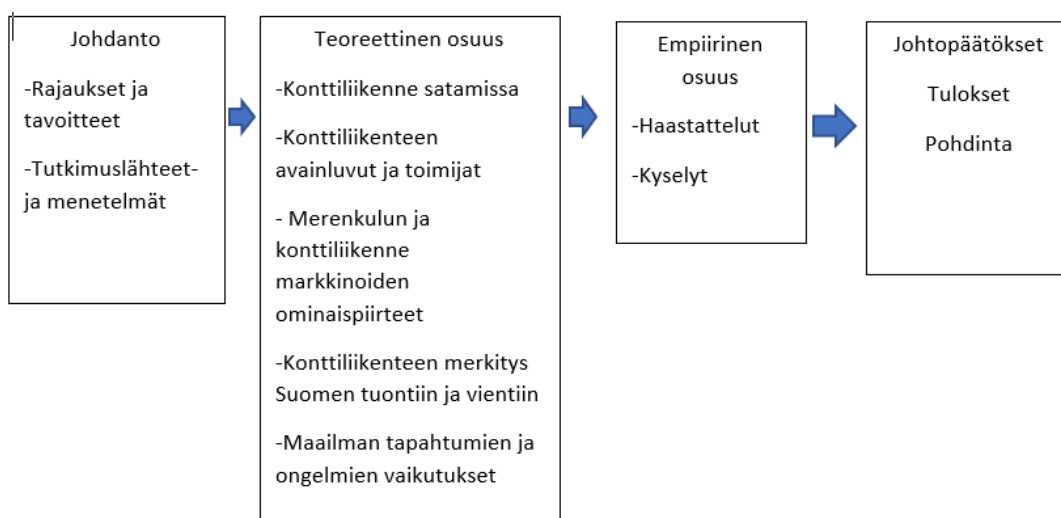 Johdanto
-Rajaukset ja
tavoitteet
-Tutkimuslähteet-
ja menetelmät
Teoreettinen osuus
-Konttiliikenne satamissa
-Konttiliikenteen
avainluvut ja toimijat
- Merenkulun ja
konttiliikenne
markkinoiden
ominaispiirteet
-Konttiliikenteen merkitys
Suomen tuontiin ja vientiin
-Maailman tapahtumien ja
ongelmien vaikutukset
Empiirinen
osuus
-Haastattelut
-Kyselyt
Johtopäätökset
Tulokset
Pohdinta